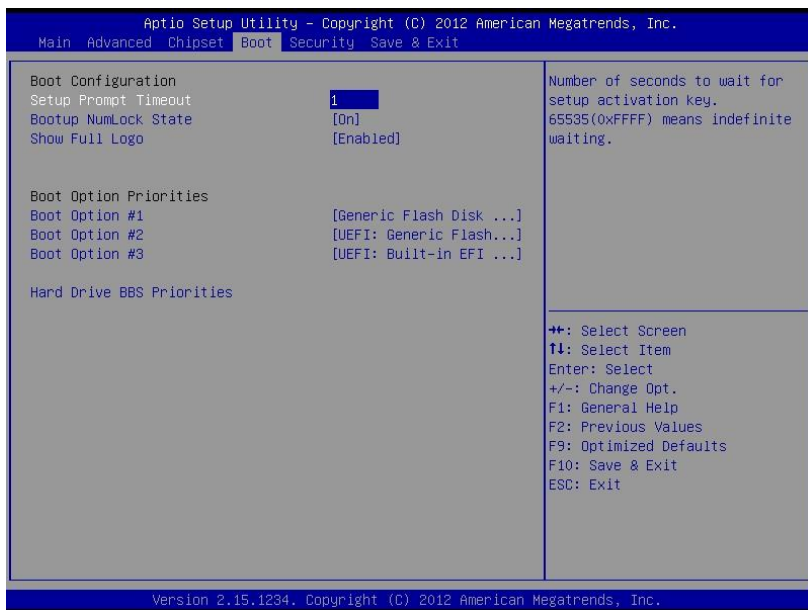 Aptio Setup Utility – Copyright (C) 2012 American Megatrends, Inc.
Main Advanced Chipset Boot Security Save & Exit
Boot Configuration
Setup Prompt Timeout 1
Bootup NumLock State [On]
Show Full Logo [Enabled]
Boot Option Priorities
Boot Option #1 [Generic Flash Disk ...]
Boot Option #2 [UEFI: Generic Flash...]
Boot Option #3 [UEFI: Built-in EFI ...]
Hard Drive BBS Priorities
Number of seconds to wait for
setup activation key.
65535(0xFFFF) means indefinite
waiting.
→←: Select Screen
↑↓: Select Item
Enter: Select
+/-: Change Opt.
F1: General Help
F2: Previous Values
F9: Optimized Defaults
F10: Save & Exit
ESC: Exit
Version 2.15.1234. Copyright (C) 2012 American Megatrends, Inc.